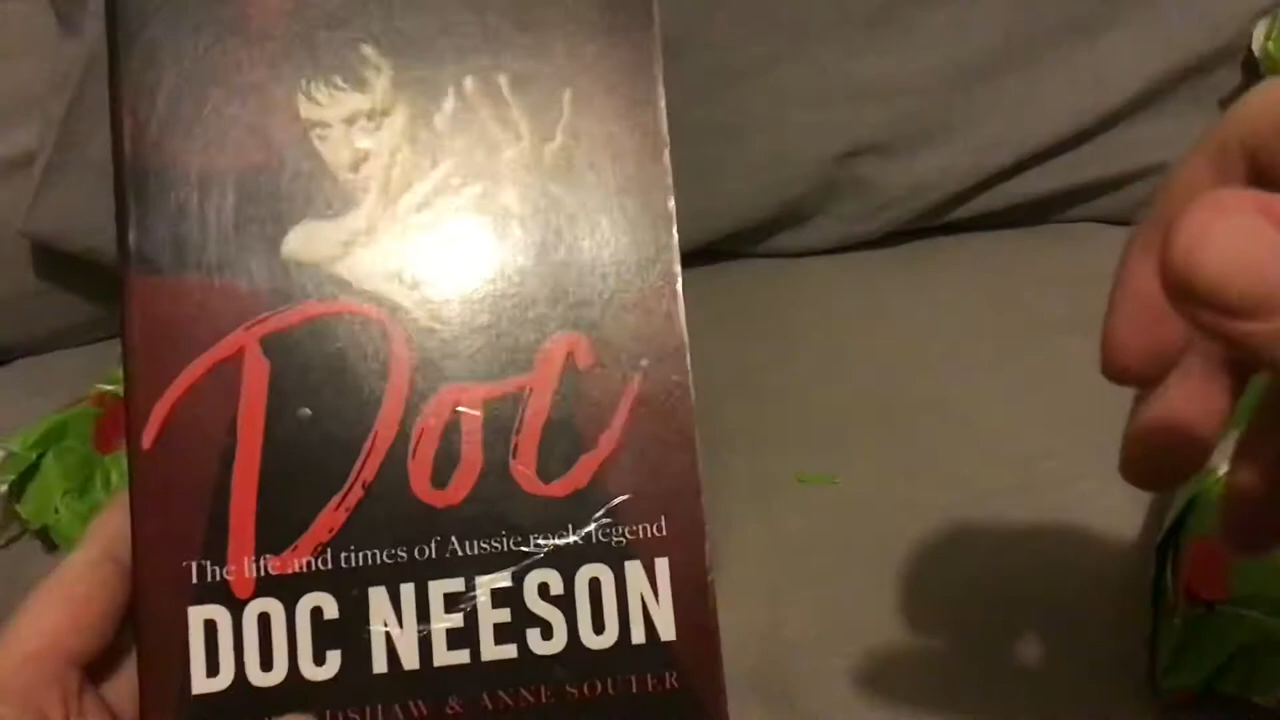 Doc
The life and times of Aussie rock legend
DOC NEESON
& ANNE SOUTER